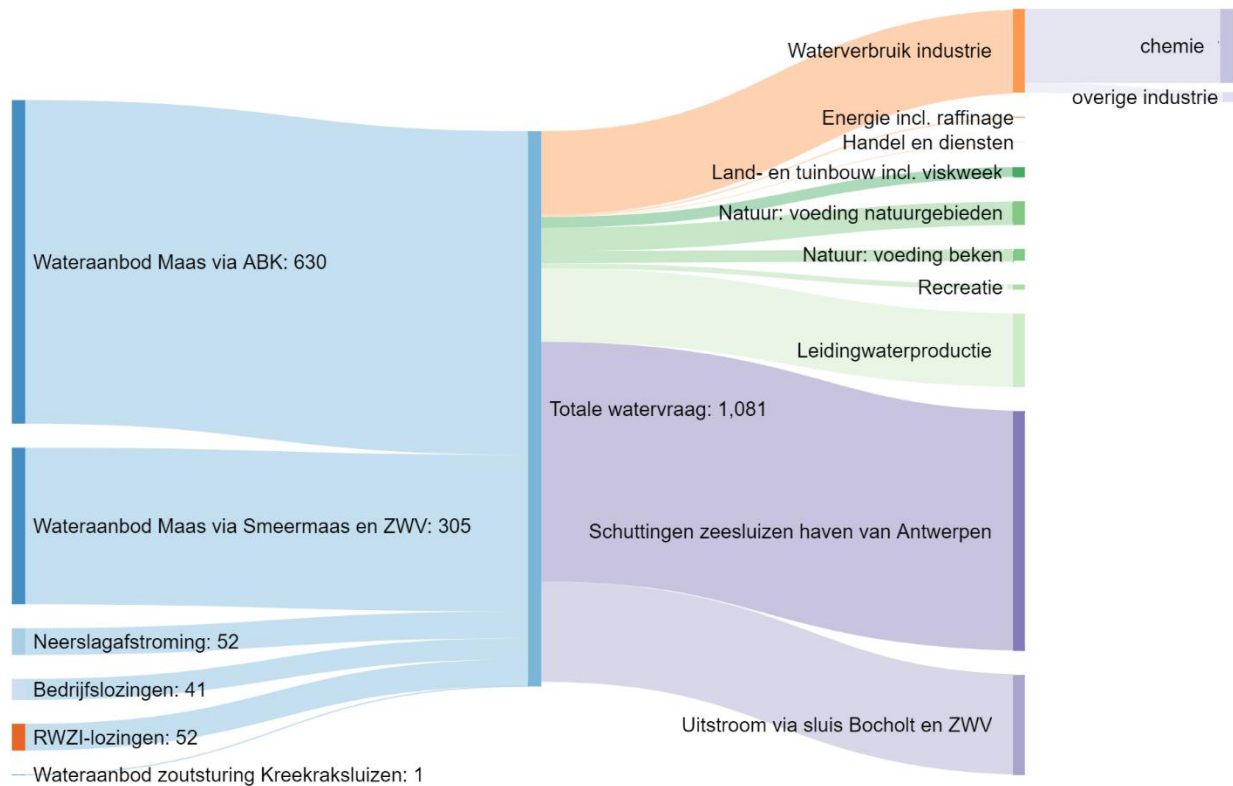 Waterverbruik industrie
chemie
overige industrie
Energie incl. raffinage
Handel en diensten
Land- en tuinbouw incl. viskweek
Natuur: voeding natuurgebieden
Natuur: voeding beken
Recreatie
Wateraanbod Maas via ABK: 630
Leidingwaterproductie
Totale watervraag: 1,081
Wateraanbod Maas via Smeermaas en ZWV: 305
Schuttingen zeesluizen haven van Antwerpen
Neerslagafstroming: 52
Bedrijfslozingen: 41
RWZI-lozingen: 52
Uitstroom via sluis Bocholt en ZWV
Wateraanbod zoutsturing Kreekraksluizen: 1